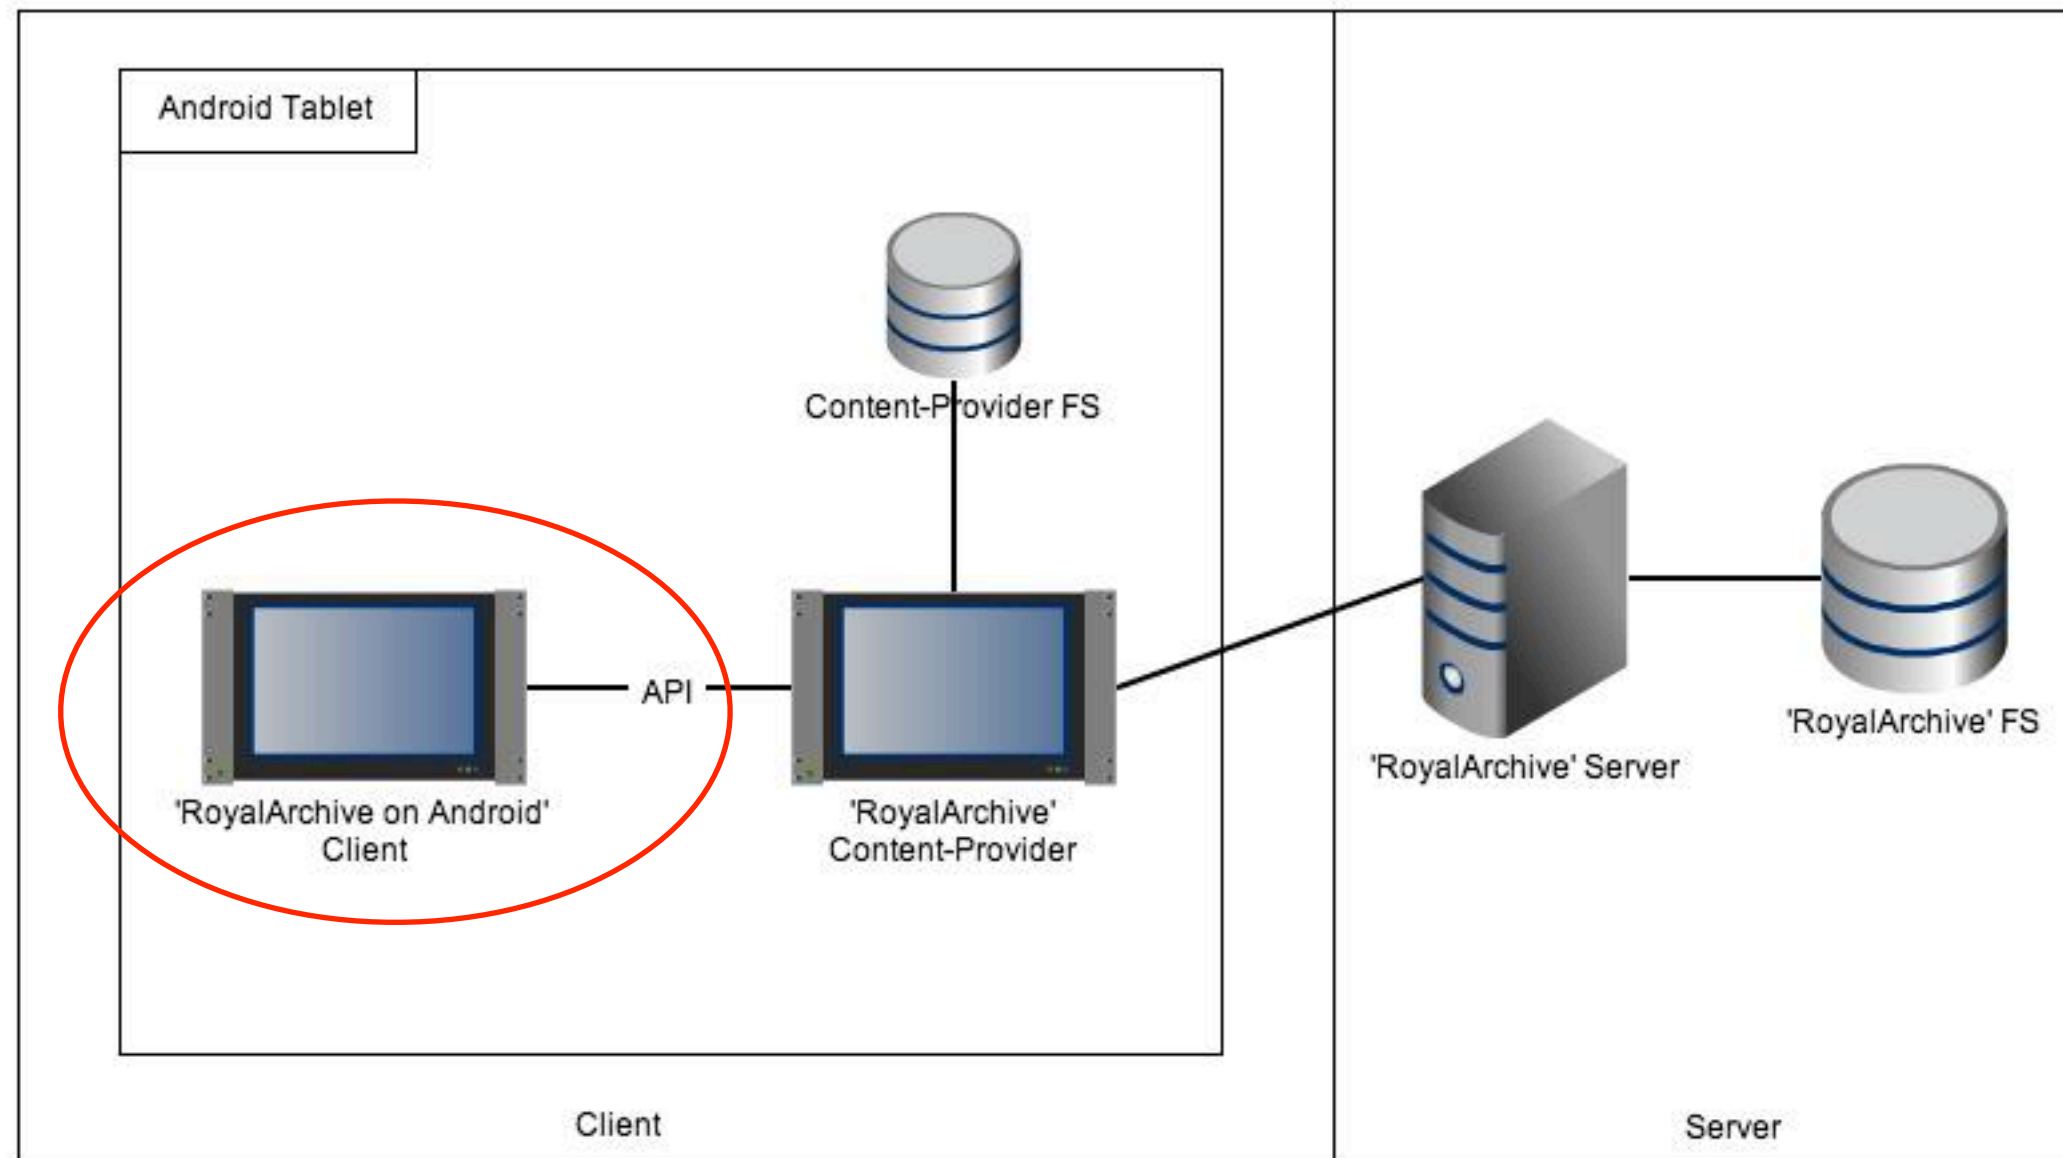 Android Tablet
Content-Provider FS
API
'RoyalArchive on Android'
Client
'RoyalArchive'
Content-Provider
'RoyalArchive' Server
'RoyalArchive' FS
Client
Server